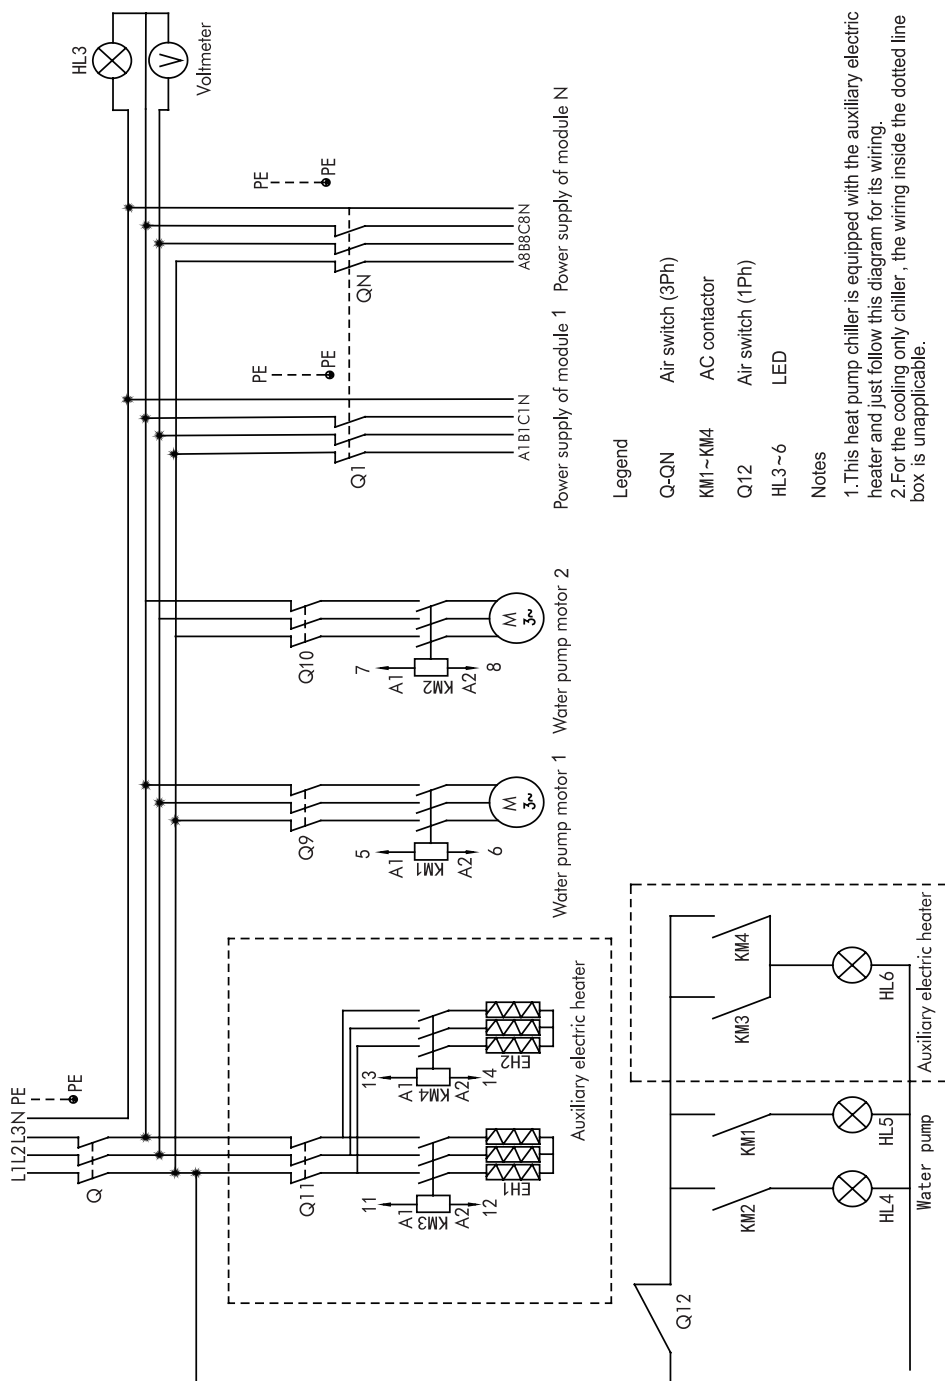 L1L2L3N PE
PE
Q
HL3
V
Voltmeter
Q11
11
A1
KM3
A2
12
EH1
13
A1
KM4
A2
14
EH2
Auxiliary electric heater
Q9
5
A1
KM1
A2
6
M
3~
Water pump motor 1
Q10
7
A1
KM2
A2
8
M
3~
Water pump motor 2
PE
PE
Q1
A1B1C1N
Power supply of module 1
PE
PE
QN
A8B8C8N
Power supply of module N
Q12
KM2
HL4
KM1
HL5
Water pump
KM3
KM4
HL6
Auxiliary electric heater
Legend
Q-QN Air switch (3Ph)
KM1~KM4 AC contactor
Q12 Air switch (1Ph)
HL3~6 LED
Notes
1.This heat pump chiller is equipped with the auxiliary electric
heater and just follow this diagram for its wiring.
2.For the cooling only chiller , the wiring inside the dotted line
box is unapplicable.